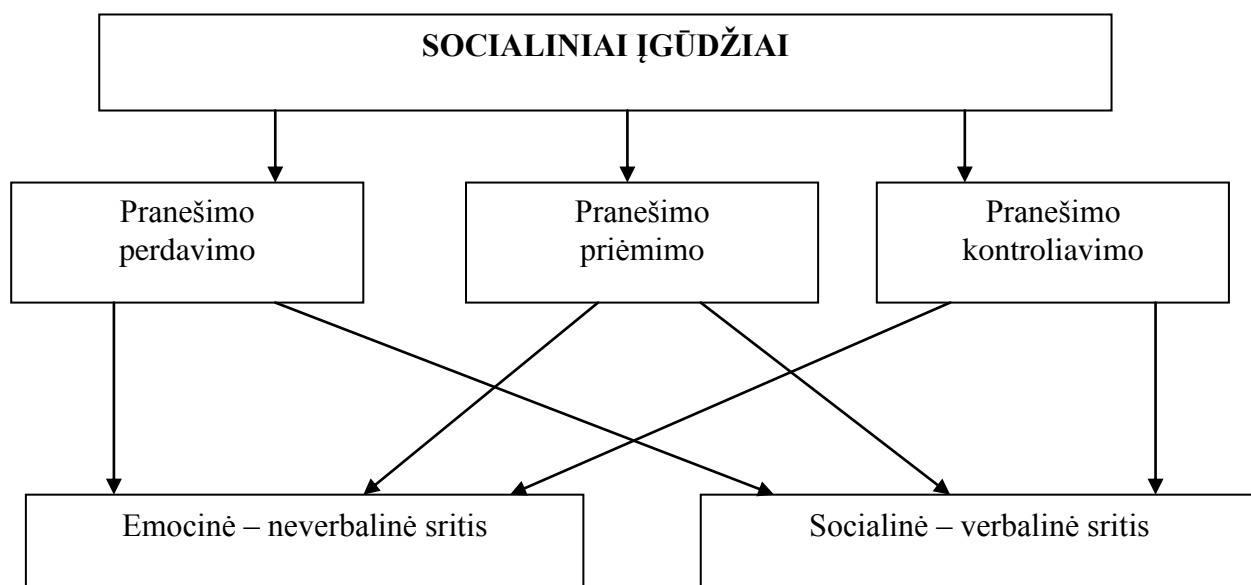 SOCIALINIAI ĮGŪDŽIAI
Pranešimo
perdavimo
Pranešimo
priėmimo
Pranešimo
kontroliavimo
Emocinė – neverbalinė sritis
Socialinė – verbalinė sritis